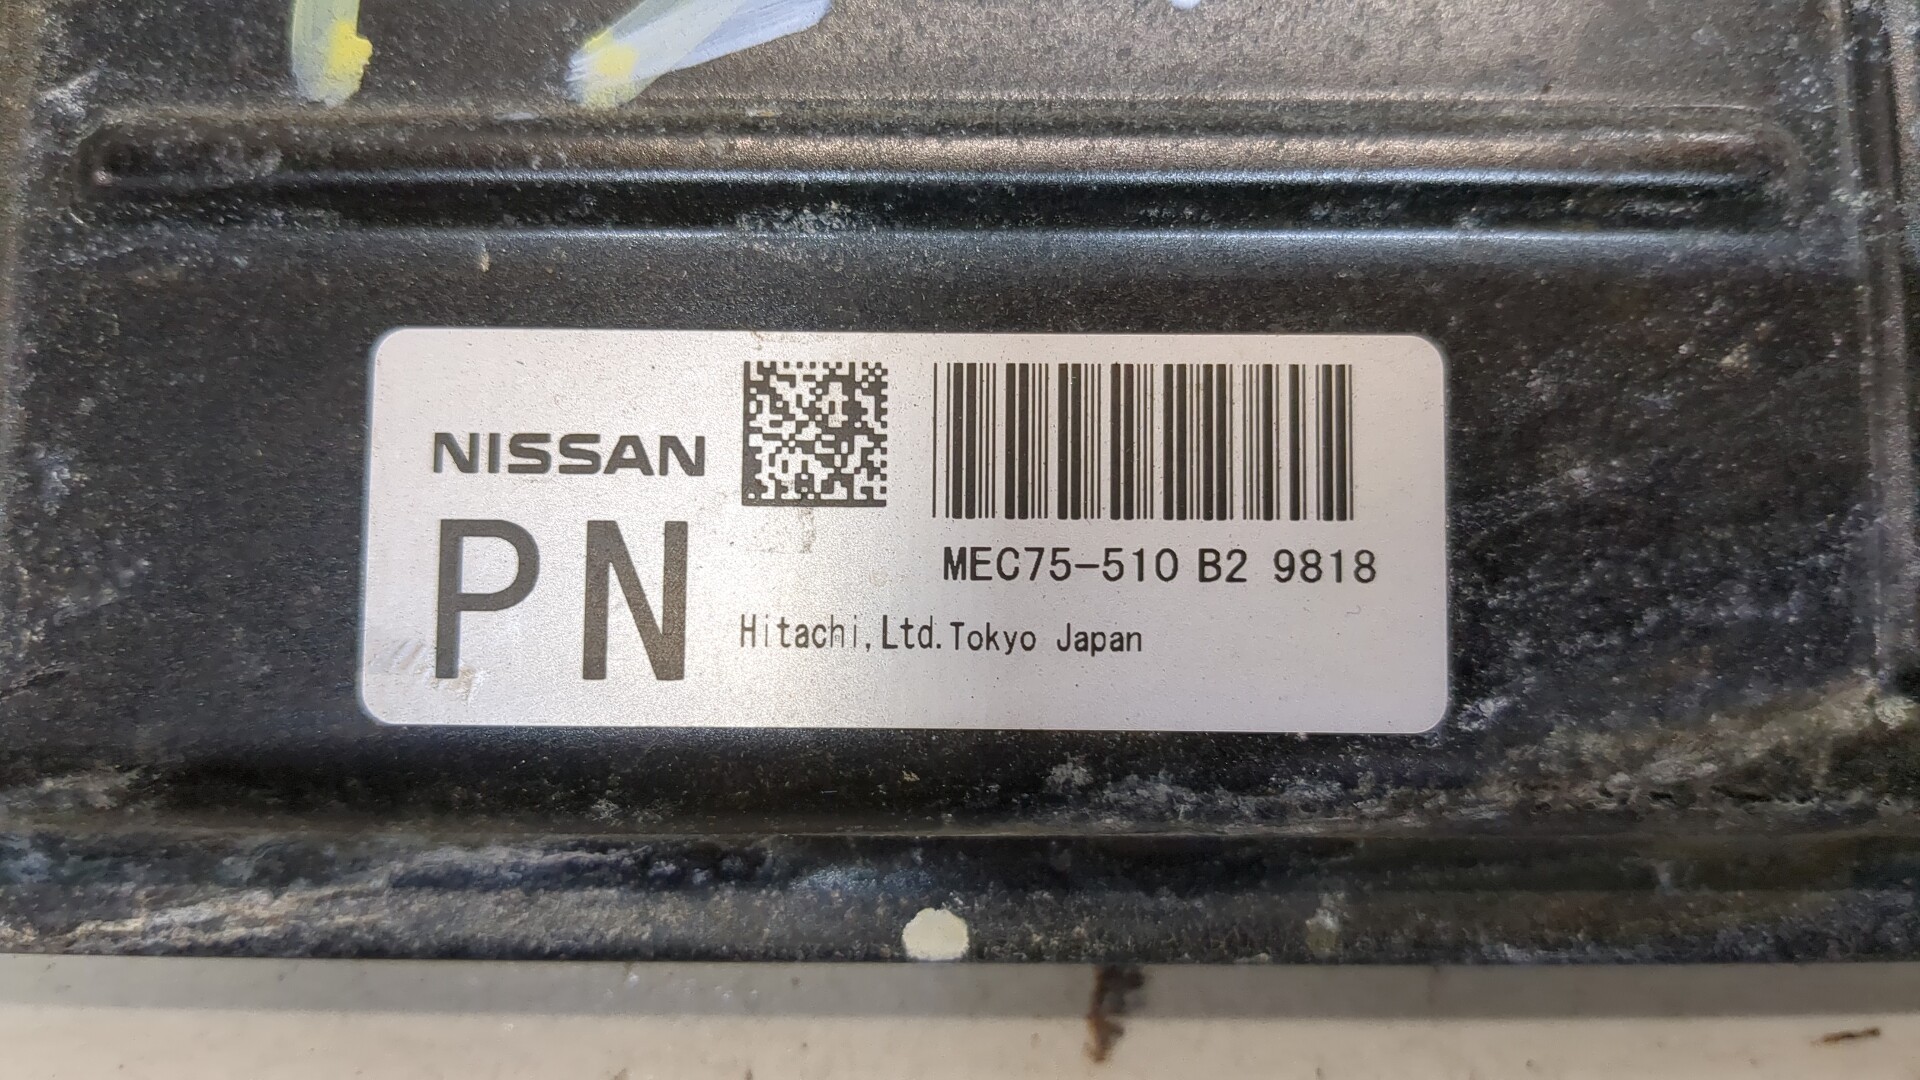 NISSAN
PN
MEC75-510 B2 9818
Hitachi,Ltd.Tokyo Japan